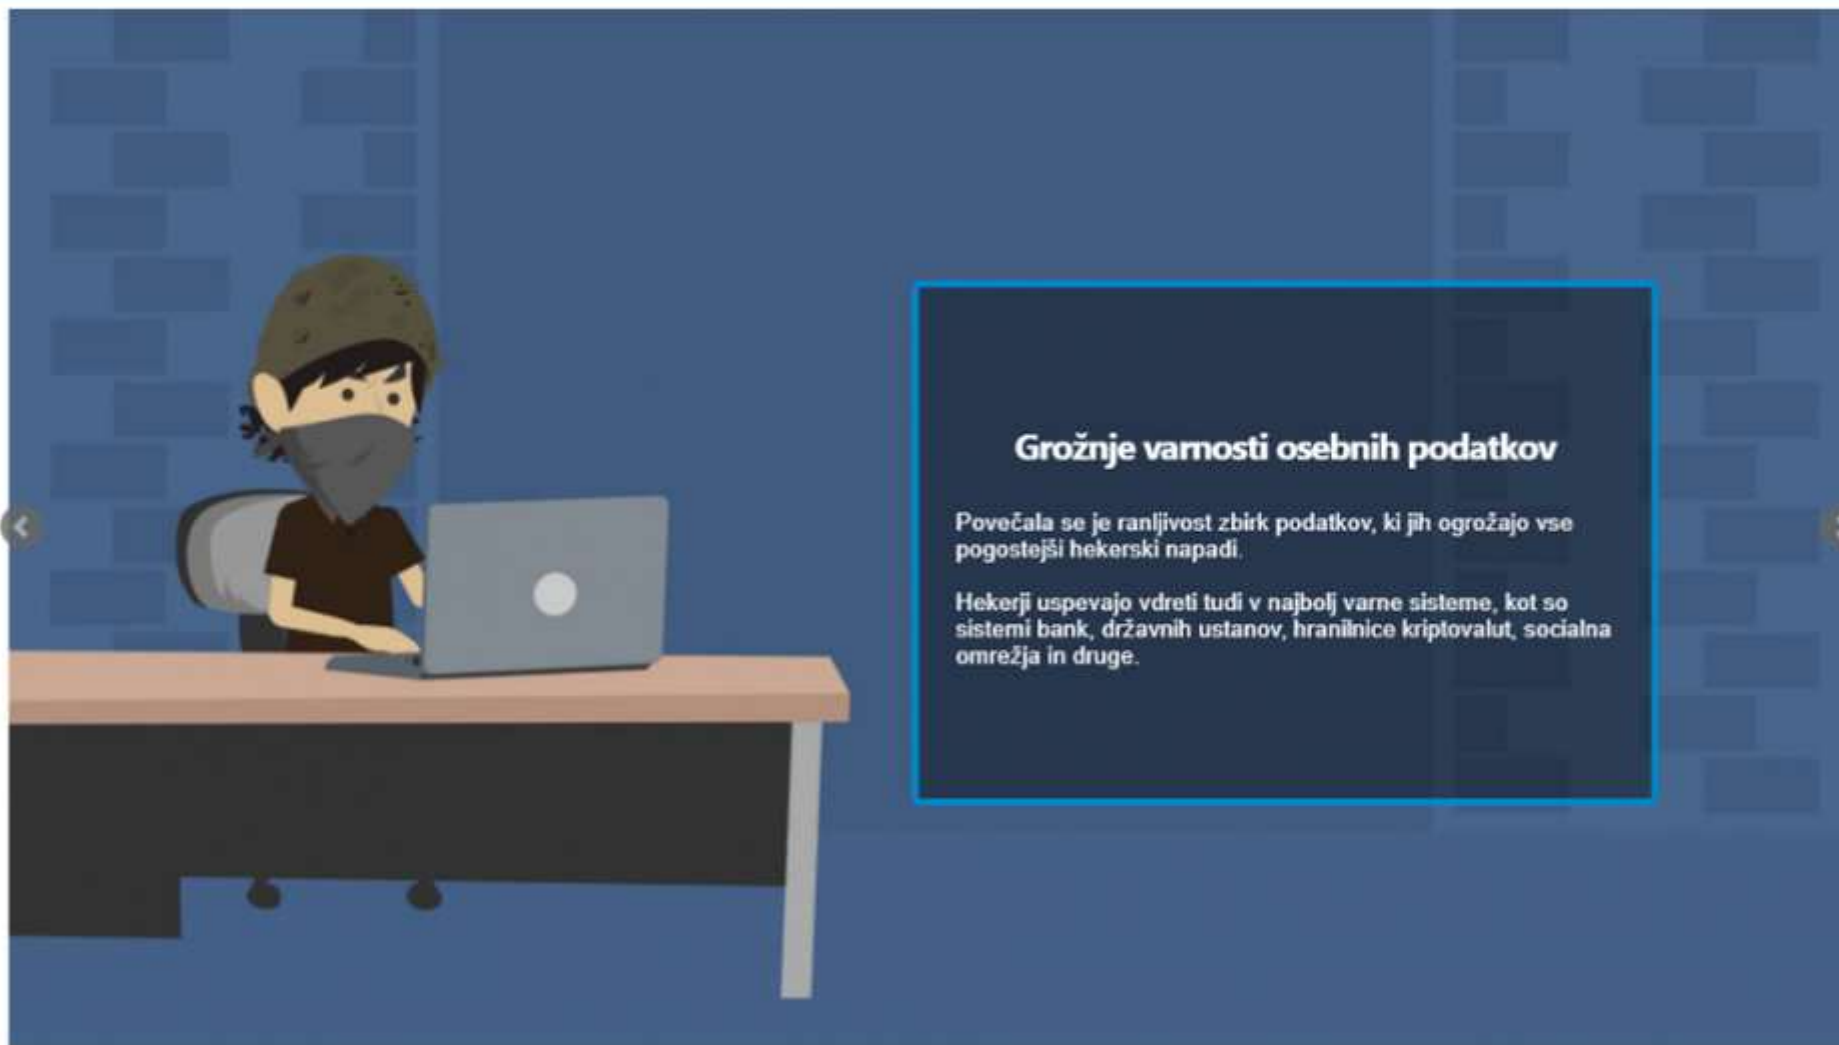 Grožnje varnosti osebnih podatkov
Povečala se je ranljivost zbirk podatkov, ki jih ogrožajo vse
pogostejši hekerski napadi.
Hekerji uspevajo vdreti tudi v najbolj varne sisteme, kot so
sistemi bank, državnih ustanov, hranilnice kriptovalut, socialna
omrežja in druge.